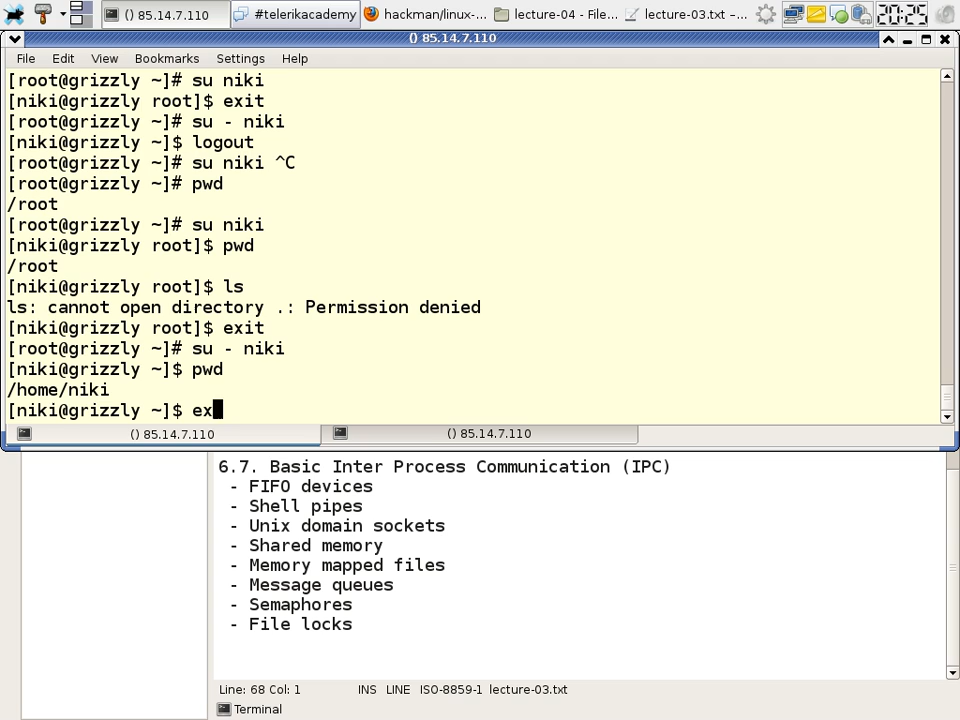 () 85.14.7.110
#telerikacademy
hackman/linux-...
lecture-04 - File...
lecture-03.txt –...
20:25
() 85.14.7.110
File Edit View Bookmarks Settings Help
[root@grizzly ~]# su niki
[niki@grizzly root]$ exit
[root@grizzly ~]# su - niki
[niki@grizzly ~]$ logout
[root@grizzly ~]# su niki ^C
[root@grizzly ~]# pwd
/root
[root@grizzly ~]# su niki
[niki@grizzly root]$ pwd
/root
[niki@grizzly root]$ ls
ls: cannot open directory .: Permission denied
[niki@grizzly root]$ exit
[root@grizzly ~]# su - niki
[niki@grizzly ~]$ pwd
/home/niki
[niki@grizzly ~]$ ex
() 85.14.7.110
() 85.14.7.110
6.7. Basic Inter Process Communication (IPC)
- FIFO devices
- Shell pipes
- Unix domain sockets
- Shared memory
- Memory mapped files
- Message queues
- Semaphores
- File locks
Line: 68 Col: 1 INS LINE ISO-8859-1 lecture-03.txt
Terminal